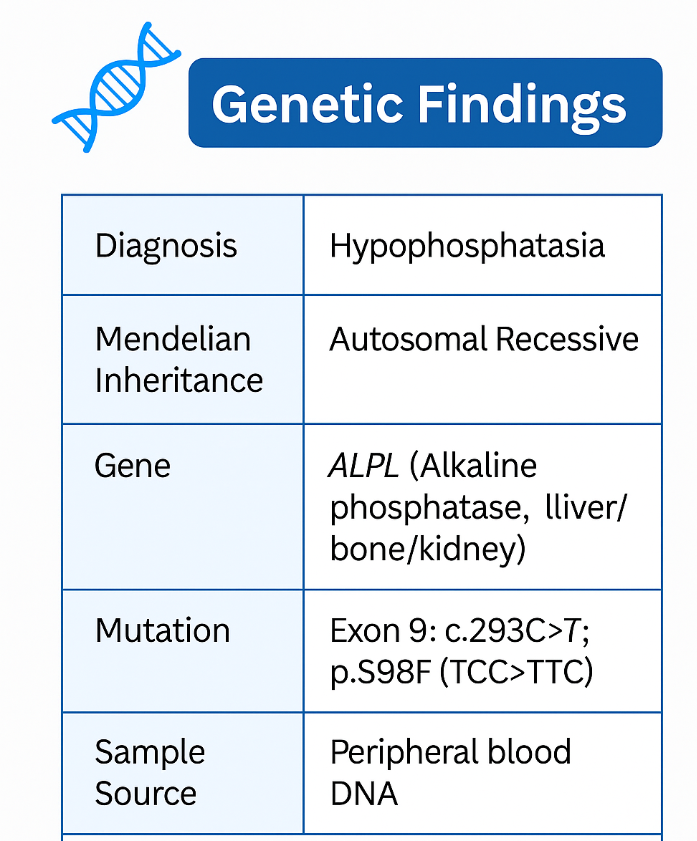 Genetic Findings
Diagnosis
Hypophosphatasia
Mendelian
Inheritance
Autosomal Recessive
Gene
ALPL (Alkaline
phosphatase, lliver/
bone/kidney)
Mutation
Exon 9: c.293C>T;
p.S98F (TCC>TTC)
Sample
Source
Peripheral blood
DNA